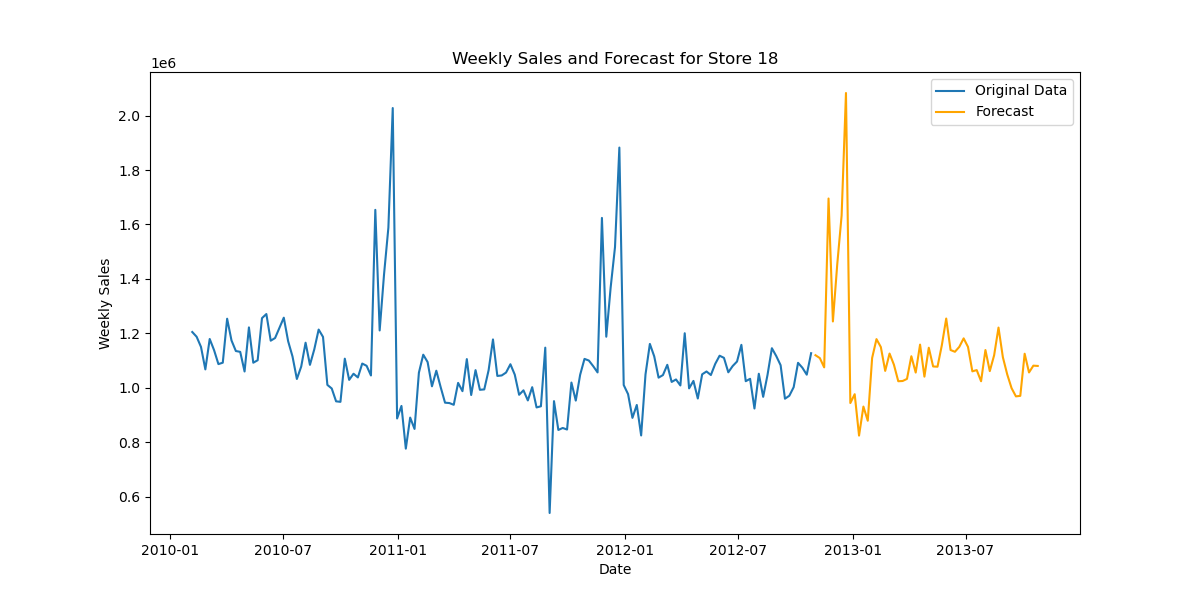 Weekly Sales and Forecast for Store 18
1e6
Original Data
Forecast
2.0
1.8
1.6
1.4
1.2
1.0
0.8
0.6
Weekly Sales
2010-01 2010-07 2011-01 2011-07 2012-01 2012-07 2013-01 2013-07
Date